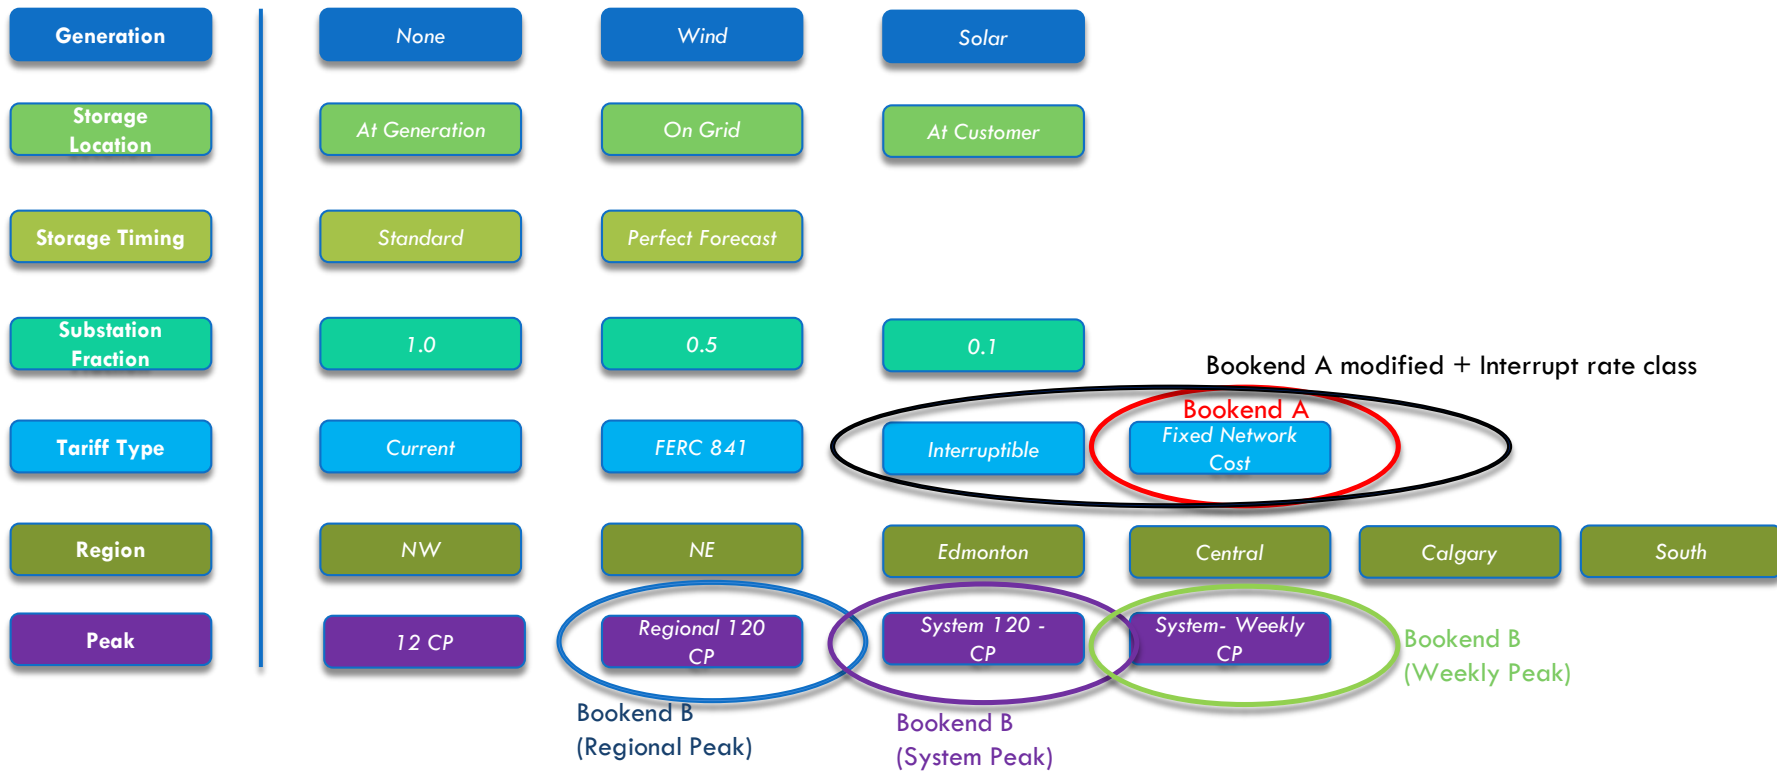 Generation
None
Wind
Solar
Storage
Location
At Generation
On Grid
At Customer
Storage Timing
Standard
Perfect Forecast
Substation
Fraction
1.0
0.5
0.1
Bookend A modified + Interrupt rate class
Bookend A
Tariff Type
Current
FERC 841
Interruptible
Fixed Network
Cost
Region
NW
NE
Edmonton
Central
Calgary
South
Peak
12 CP
Regional 120
CP
System 120 -
CP
System- Weekly
CP
Bookend B
(Weekly Peak)
Bookend B
(Regional Peak)
Bookend B
(System Peak)